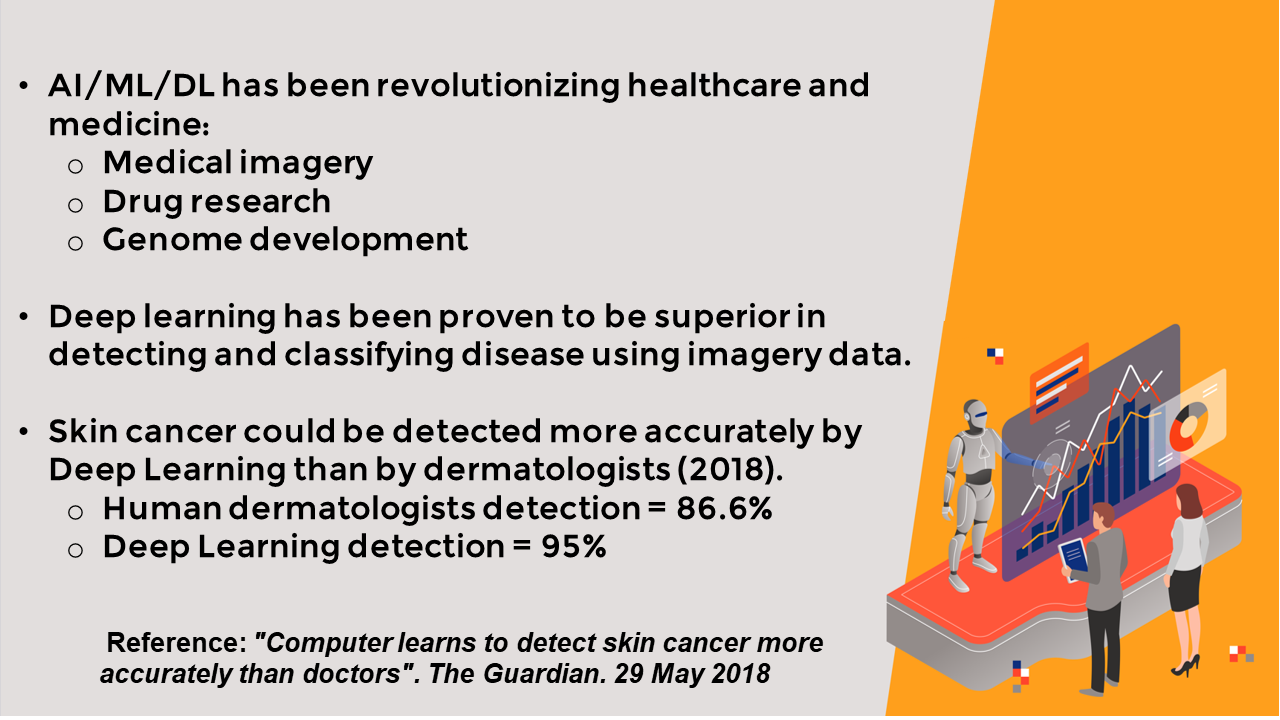 • AI/ML/DL has been revolutionizing healthcare and
medicine:
o Medical imagery
o Drug research
o Genome development
• Deep learning has been proven to be superior in
detecting and classifying disease using imagery data.
• Skin cancer could be detected more accurately by
Deep Learning than by dermatologists (2018).
o Human dermatologists detection = 86.6%
o Deep Learning detection = 95%
Reference: "Computer learns to detect skin cancer more
accurately than doctors". The Guardian. 29 May 2018